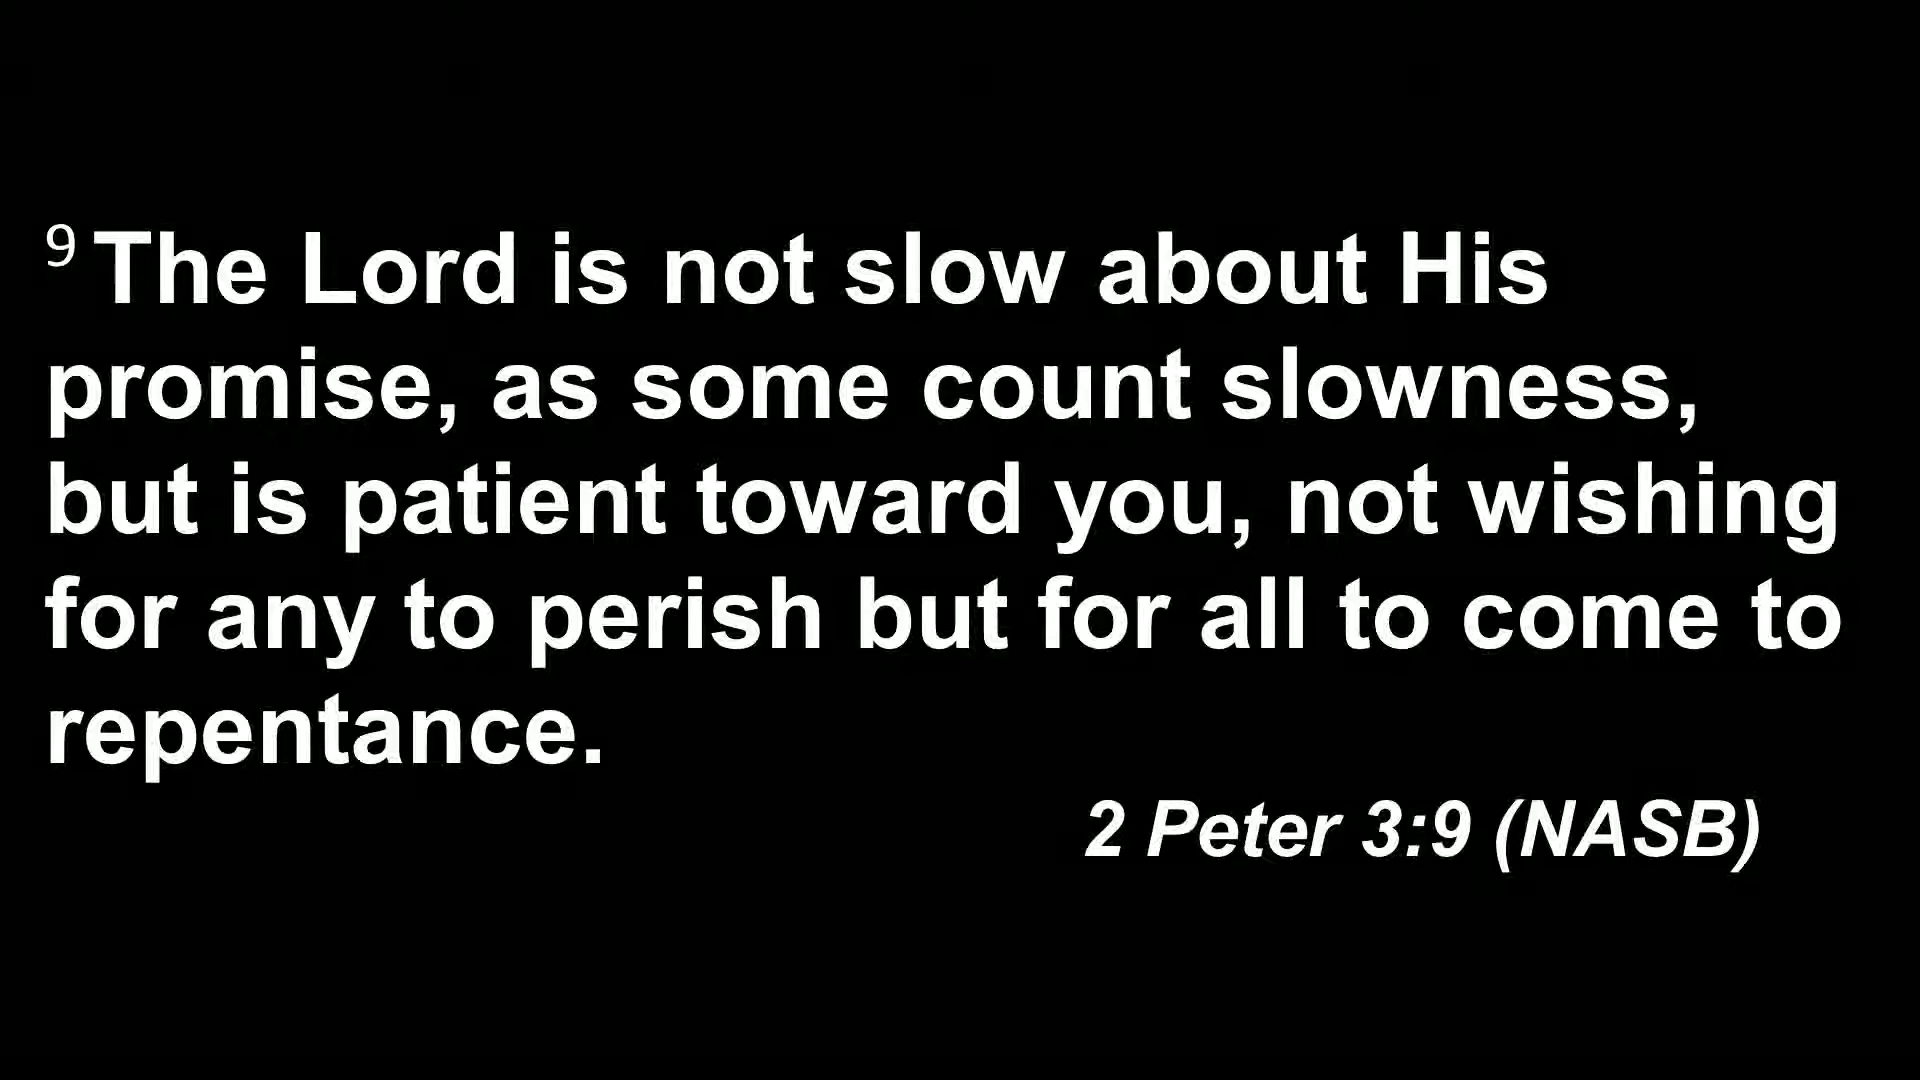 9 The Lord is not slow about His
promise, as some count slowness,
but is patient toward you, not wishing
for any to perish but for all to come to
repentance.
2 Peter 3:9 (NASB)